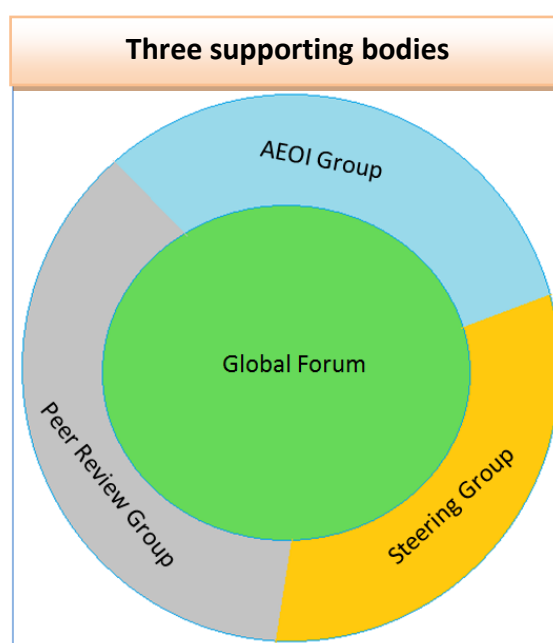 Three supporting bodies
AEOI Group
Global Forum
Peer Review Group
Steering Group